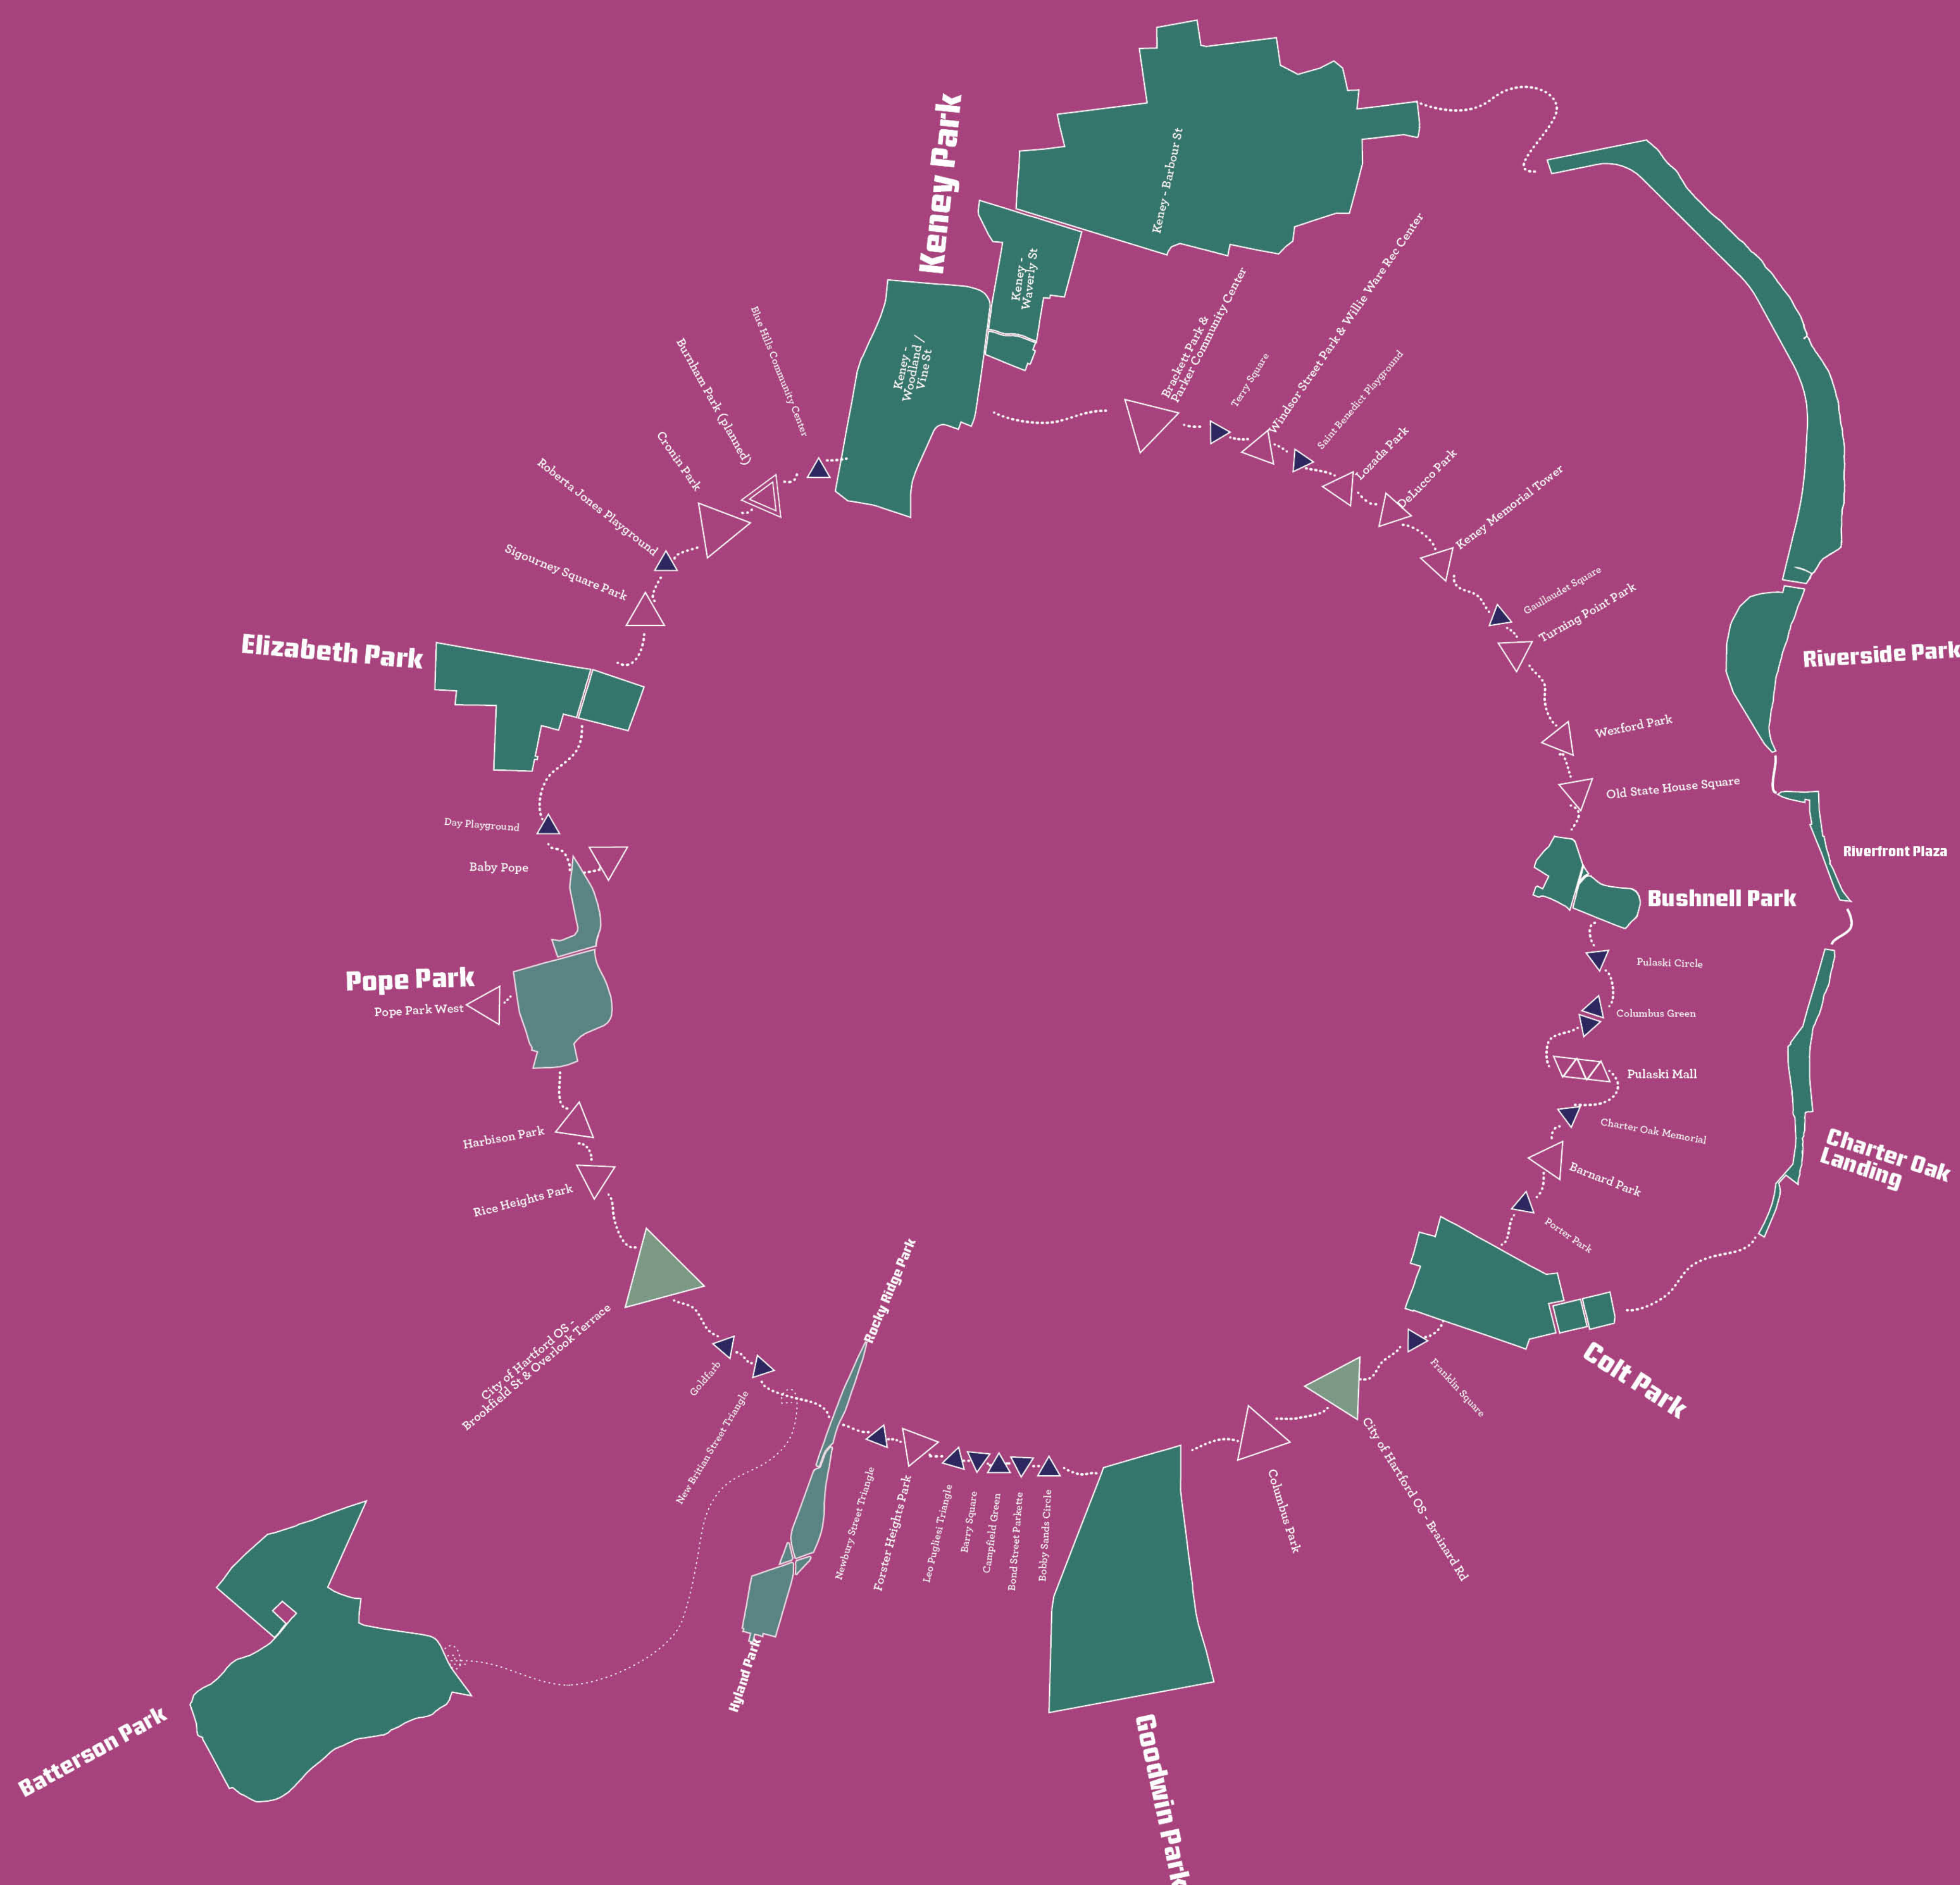 Keney Park
Keney - Barbour St
Keney -
Waverly St
Keney -
Woodland /
Vine St
Brackett Park &
Parker Community Center
Terry Square
Windsor Street Park & Willie Ware Rec Center
Saint Benedict Playground
Lozada Park
DeLucco Park
Keney Memorial Tower
Gaullaudet Square
Turning Point Park
Wexford Park
Old State House Square
Riverside Park
Riverfront Plaza
Bushnell Park
Pulaski Circle
Columbus Green
Pulaski Mall
Charter Oak Memorial
Barnard Park
Porter Park
Charter Oak
Landing
Colt Park
Franklin Square
City of Hartford OS - Brainard Rd
Columbus Park
Goodwin Park
Bobby Sands Circle
Bond Street Parkette
Campfield Green
Barry Square
Leo Pugliesi Triangle
Forster Heights Park
Newbury Street Triangle
Rocky Ridge Park
Hyland Park
Batterson Park
New Britian Street Triangle
Goldfarb
City of Hartford OS -
Brookfield St & Overlook Terrace
Rice Heights Park
Harbison Park
Pope Park
Pope Park West
Baby Pope
Day Playground
Elizabeth Park
Sigourney Square Park
Roberta Jones Playground
Cronin Park
Burnham Park (planned)
Blue Hills Community Center